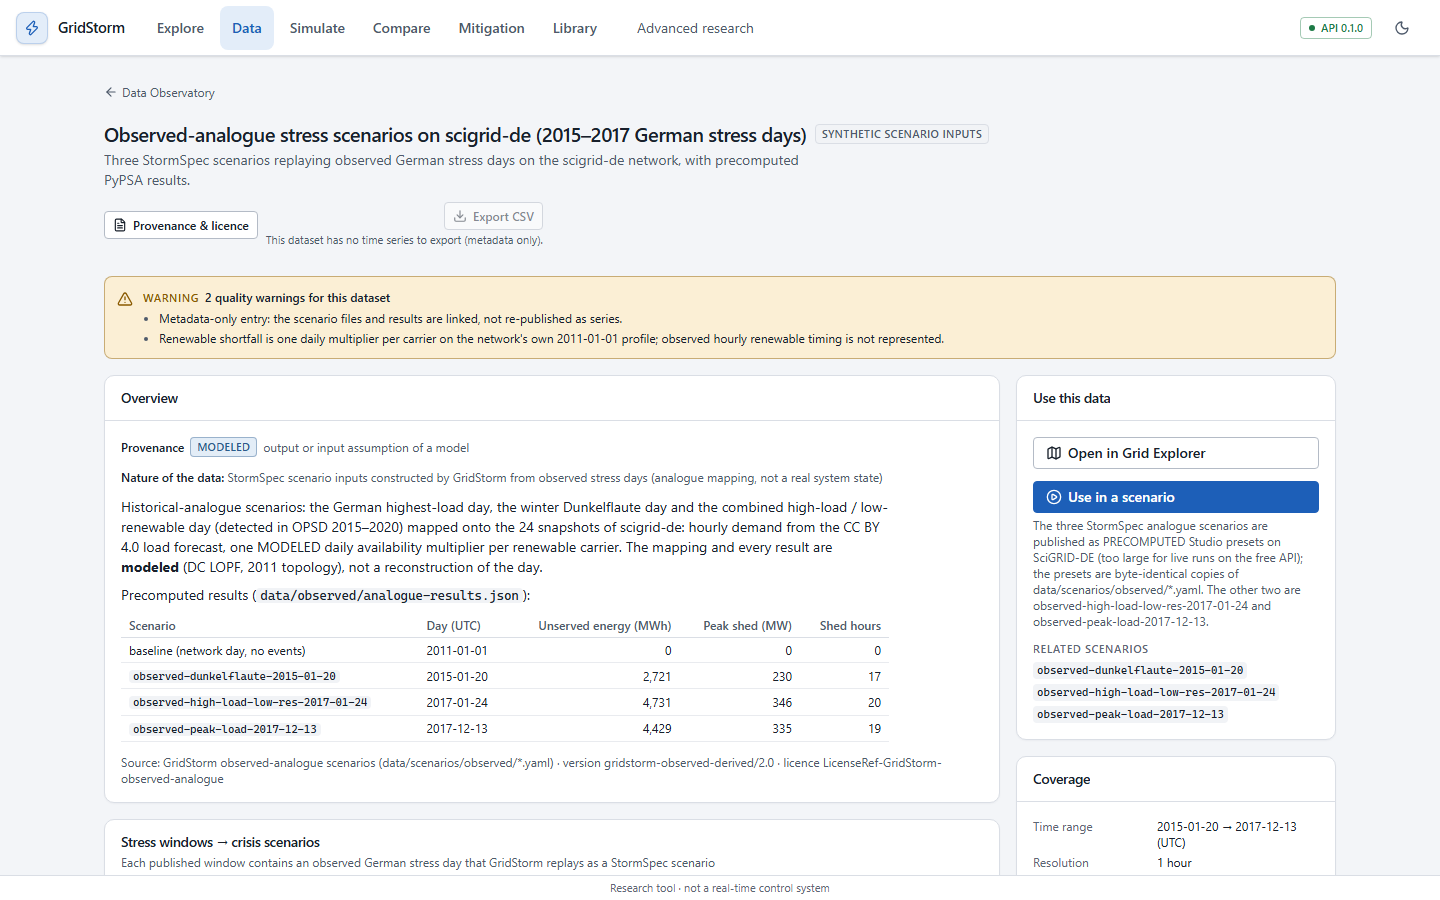 GridStorm Explore Data Simulate Compare Mitigation Library Advanced research API 0.1.0
Data Observatory
Observed-analogue stress scenarios on scigrid-de (2015–2017 German stress days) SYNTHETIC SCENARIO INPUTS
Three StormSpec scenarios replaying observed German stress days on the scigrid-de network, with precomputed
PyPSA results.
Provenance & licence
Export CSV
This dataset has no time series to export (metadata only).
WARNING 2 quality warnings for this dataset
• Metadata-only entry: the scenario files and results are linked, not re-published as series.
• Renewable shortfall is one daily multiplier per carrier on the network's own 2011-01-01 profile; observed hourly renewable timing is not represented.
Overview
Provenance MODELED output or input assumption of a model
Nature of the data: StormSpec scenario inputs constructed by GridStorm from observed stress days (analogue mapping, not a real system state)
Historical-analogue scenarios: the German highest-load day, the winter Dunkelflaute day and the combined high-load / low-
renewable day (detected in OPSD 2015–2020) mapped onto the 24 snapshots of scigrid-de: hourly demand from the CC BY
4.0 load forecast, one MODELED daily availability multiplier per renewable carrier. The mapping and every result are
modeled (DC LOPF, 2011 topology), not a reconstruction of the day.
Precomputed results ( data/observed/analogue-results.json ):
Scenario Day (UTC) Unserved energy (MWh) Peak shed (MW) Shed hours
baseline (network day, no events) 2011-01-01 0 0 0
observed-dunkelflaute-2015-01-20 2015-01-20 2,721 230 17
observed-high-load-low-res-2017-01-24 2017-01-24 4,731 346 20
observed-peak-load-2017-12-13 2017-12-13 4,429 335 19
Source: GridStorm observed-analogue scenarios (data/scenarios/observed/*.yaml) · version gridstorm-observed-derived/2.0 · licence LicenseRef-GridStorm-
observed-analogue
Stress windows → crisis scenarios
Each published window contains an observed German stress day that GridStorm replays as a StormSpec scenario
Use this data
Open in Grid Explorer
Use in a scenario
The three StormSpec analogue scenarios are
published as PRECOMPUTED Studio presets on
SciGRID-DE (too large for live runs on the free API);
the presets are byte-identical copies of
data/scenarios/observed/*.yaml. The other two are
observed-high-load-low-res-2017-01-24 and
observed-peak-load-2017-12-13.
RELATED SCENARIOS
observed-dunkelflaute-2015-01-20
observed-high-load-low-res-2017-01-24
observed-peak-load-2017-12-13
Coverage
Time range 2015-01-20 → 2017-12-13
(UTC)
Resolution 1 hour
Research tool · not a real-time control system